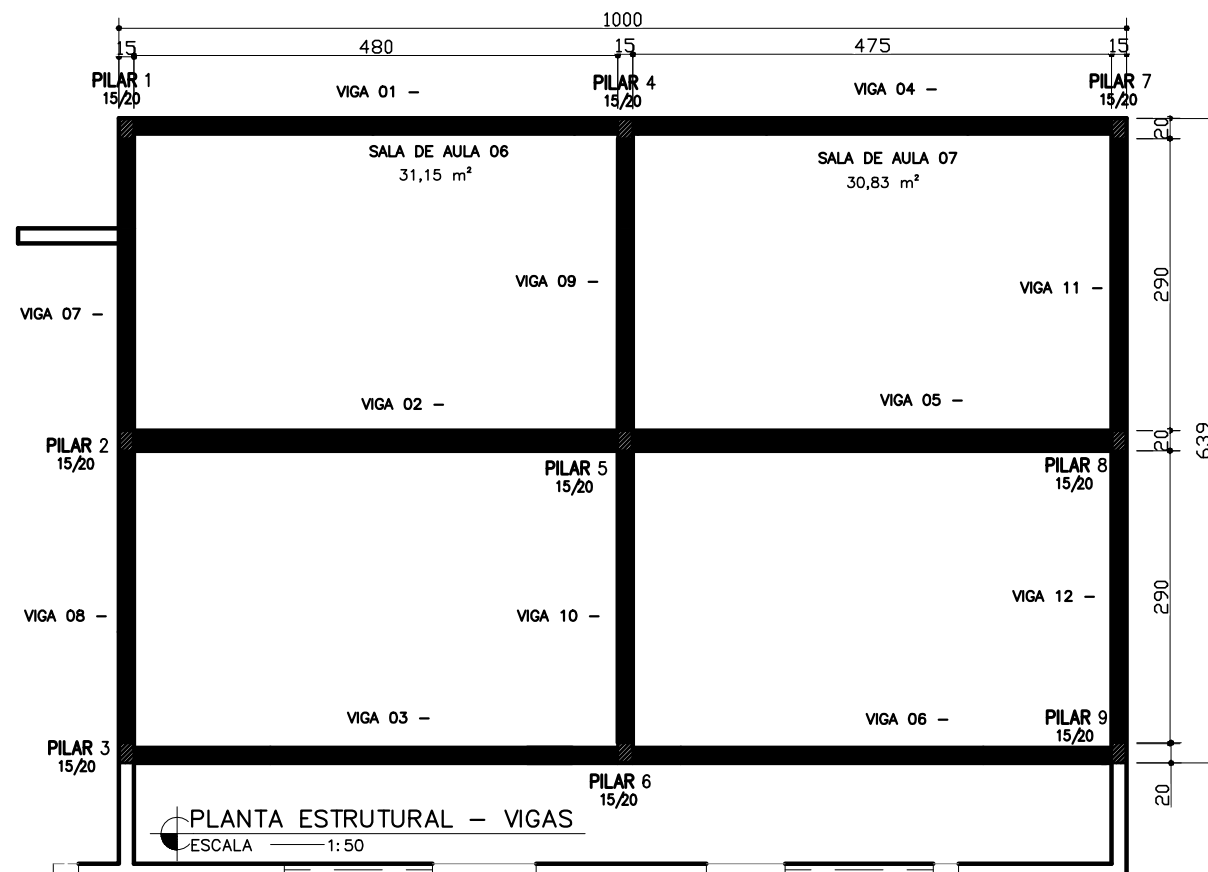 1000
15 480 15 475 15
PILAR 1
15/20
VIGA 01 –
PILAR 4
15/20
VIGA 04 –
PILAR 7
15/20
20
SALA DE AULA 06
31,15 m²
SALA DE AULA 07
30,83 m²
VIGA 09 –
VIGA 11 –
290
VIGA 07 –
VIGA 02 –
VIGA 05 –
PILAR 2
15/20
20
639
PILAR 5
15/20
PILAR 8
15/20
VIGA 08 –
VIGA 10 –
VIGA 12 –
290
VIGA 03 –
VIGA 06 –
PILAR 9
15/20
PILAR 3
15/20
PILAR 6
15/20
20
PLANTA ESTRUTURAL – VIGAS
ESCALA 1:50